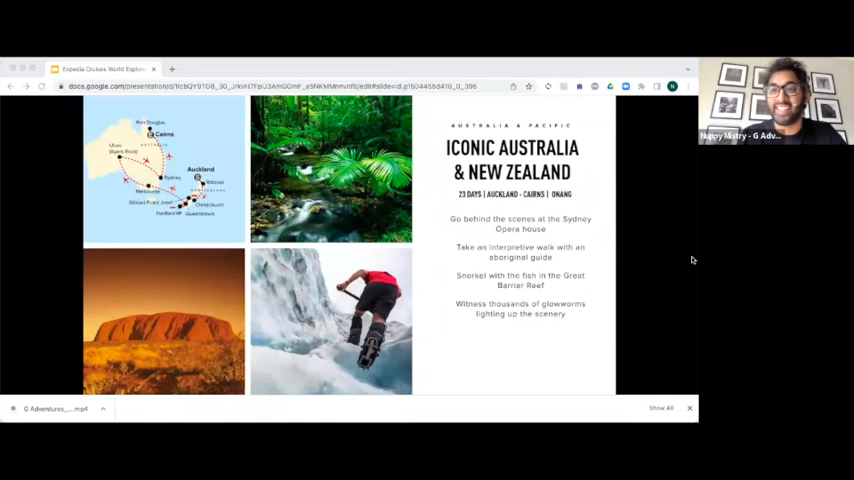 Expedia Cruises World Explor
docs.google.com/presentation/d/
N
Port Douglas
Cairns
AUSTRALIA
Uluru
(Ayers Rock)
Sydney
Melbourne
Auckland
Rotorua
Christchurch
Queenstown
AUSTRALIA & PACIFIC
ICONIC AUSTRALIA
& NEW ZEALAND
23 DAYS | AUCKLAND - CAIRNS | ONANG
Go behind the scenes at the Sydney
Opera house
Take an interpretive walk with an
aboriginal guide
Snorkel with the fish in the Great
Barrier Reef
Witness thousands of glowworms
lighting up the scenery
Nuppy Mistry - G Adv...
G Adventures_....mp4
Show All